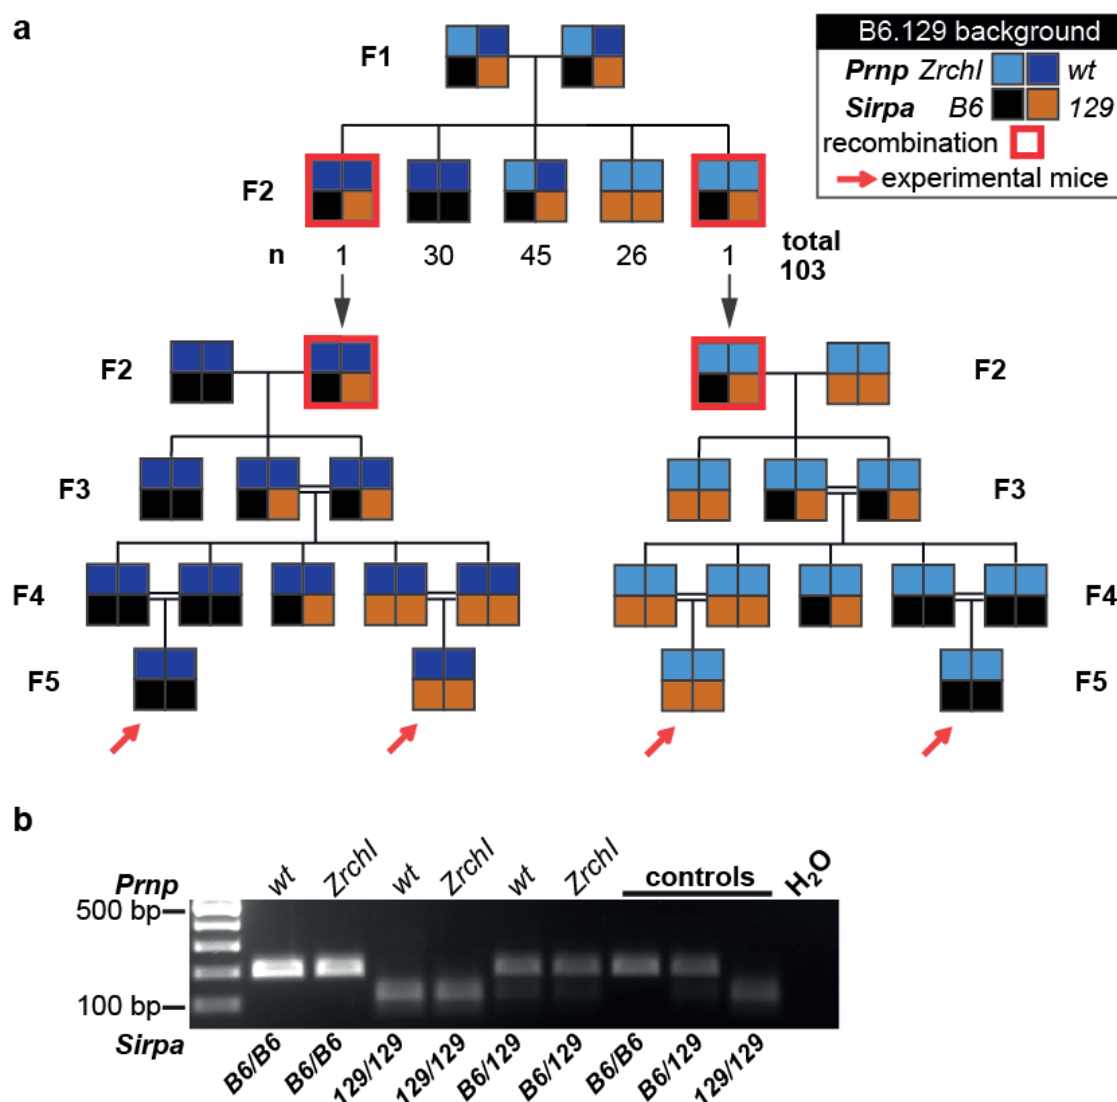 a
F1
B6.129 background
Prnp ZrchI wt
Sirpa B6 129
recombination
experimental mice
F2
n 1 30 45 26 1 total
103
F2 F2
F3 F3
F4 F4
F5 F5
b
Prnp wt ZrchI wt ZrchI wt ZrchI controls H2O
500 bp
100 bp
Sirpa B6/B6 B6/B6 129/129 129/129 B6/129 B6/129 B6/B6 B6/129 129/129